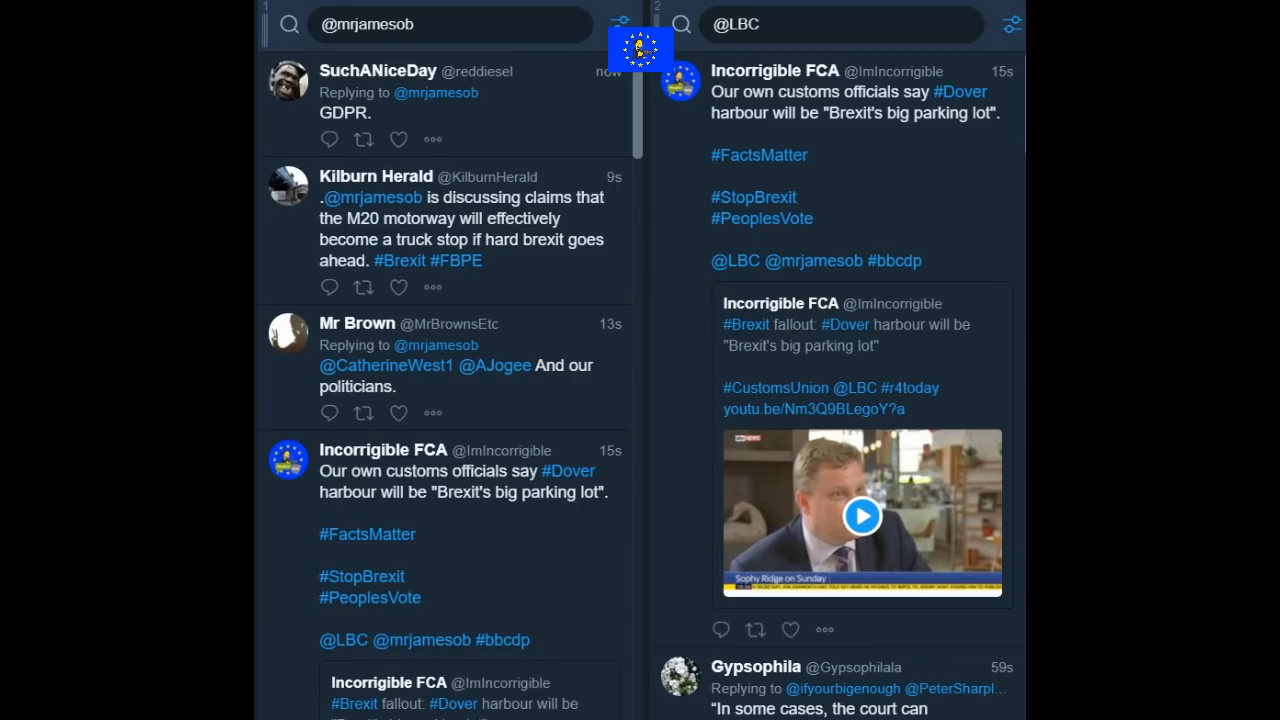 1
@mrjamesob
SuchANiceDay @reddiesel now
Replying to @mrjamesob
GDPR.
Kilburn Herald @KilburnHerald 9s
.@mrjamesob is discussing claims that
the M20 motorway will effectively
become a truck stop if hard brexit goes
ahead. #Brexit #FBPE
Mr Brown @MrBrownsEtc 13s
Replying to @mrjamesob
@CatherineWest1 @AJogee And our
politicians.
Incorrigible FCA @ImIncorrigible 15s
Our own customs officials say #Dover
harbour will be "Brexit's big parking lot".
#FactsMatter
#StopBrexit
#PeoplesVote
@LBC @mrjamesob #bbcdp
Incorrigible FCA @ImIncorrigible
#Brexit fallout: #Dover harbour will be
2
@LBC
Incorrigible FCA @ImIncorrigible 15s
Our own customs officials say #Dover
harbour will be "Brexit's big parking lot".
#FactsMatter
#StopBrexit
#PeoplesVote
@LBC @mrjamesob #bbcdp
Incorrigible FCA @ImIncorrigible
#Brexit fallout: #Dover harbour will be
"Brexit's big parking lot"
#CustomsUnion @LBC #r4today
youtu.be/Nm3Q9BLegoY?a
Sophy Ridge on Sunday
Gypsophila @Gypsophilala 59s
Replying to @ifyourbigenough @PeterSharpl...
“In some cases, the court can